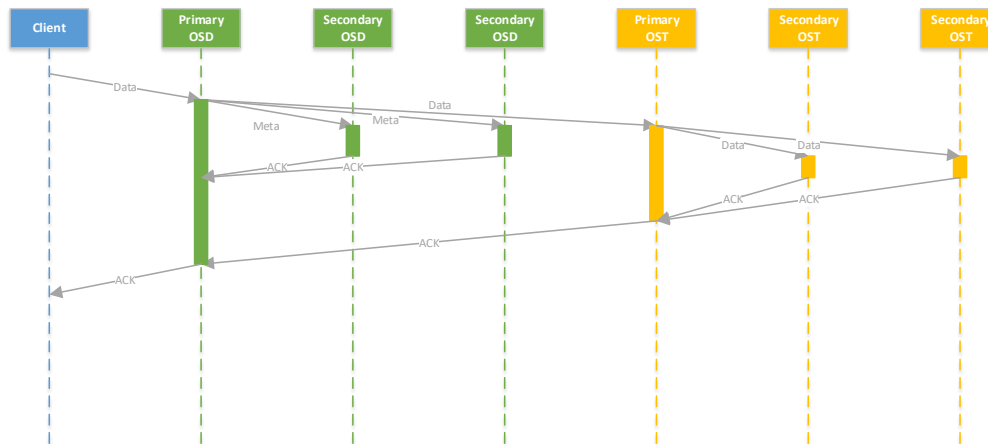 Client
Primary
OSD
Secondary
OSD
Secondary
OSD
Primary
OST
Secondary
OST
Secondary
OST
Data
Data
Meta
Meta
Data
Data
ACK
ACK
ACK
ACK
ACK
ACK